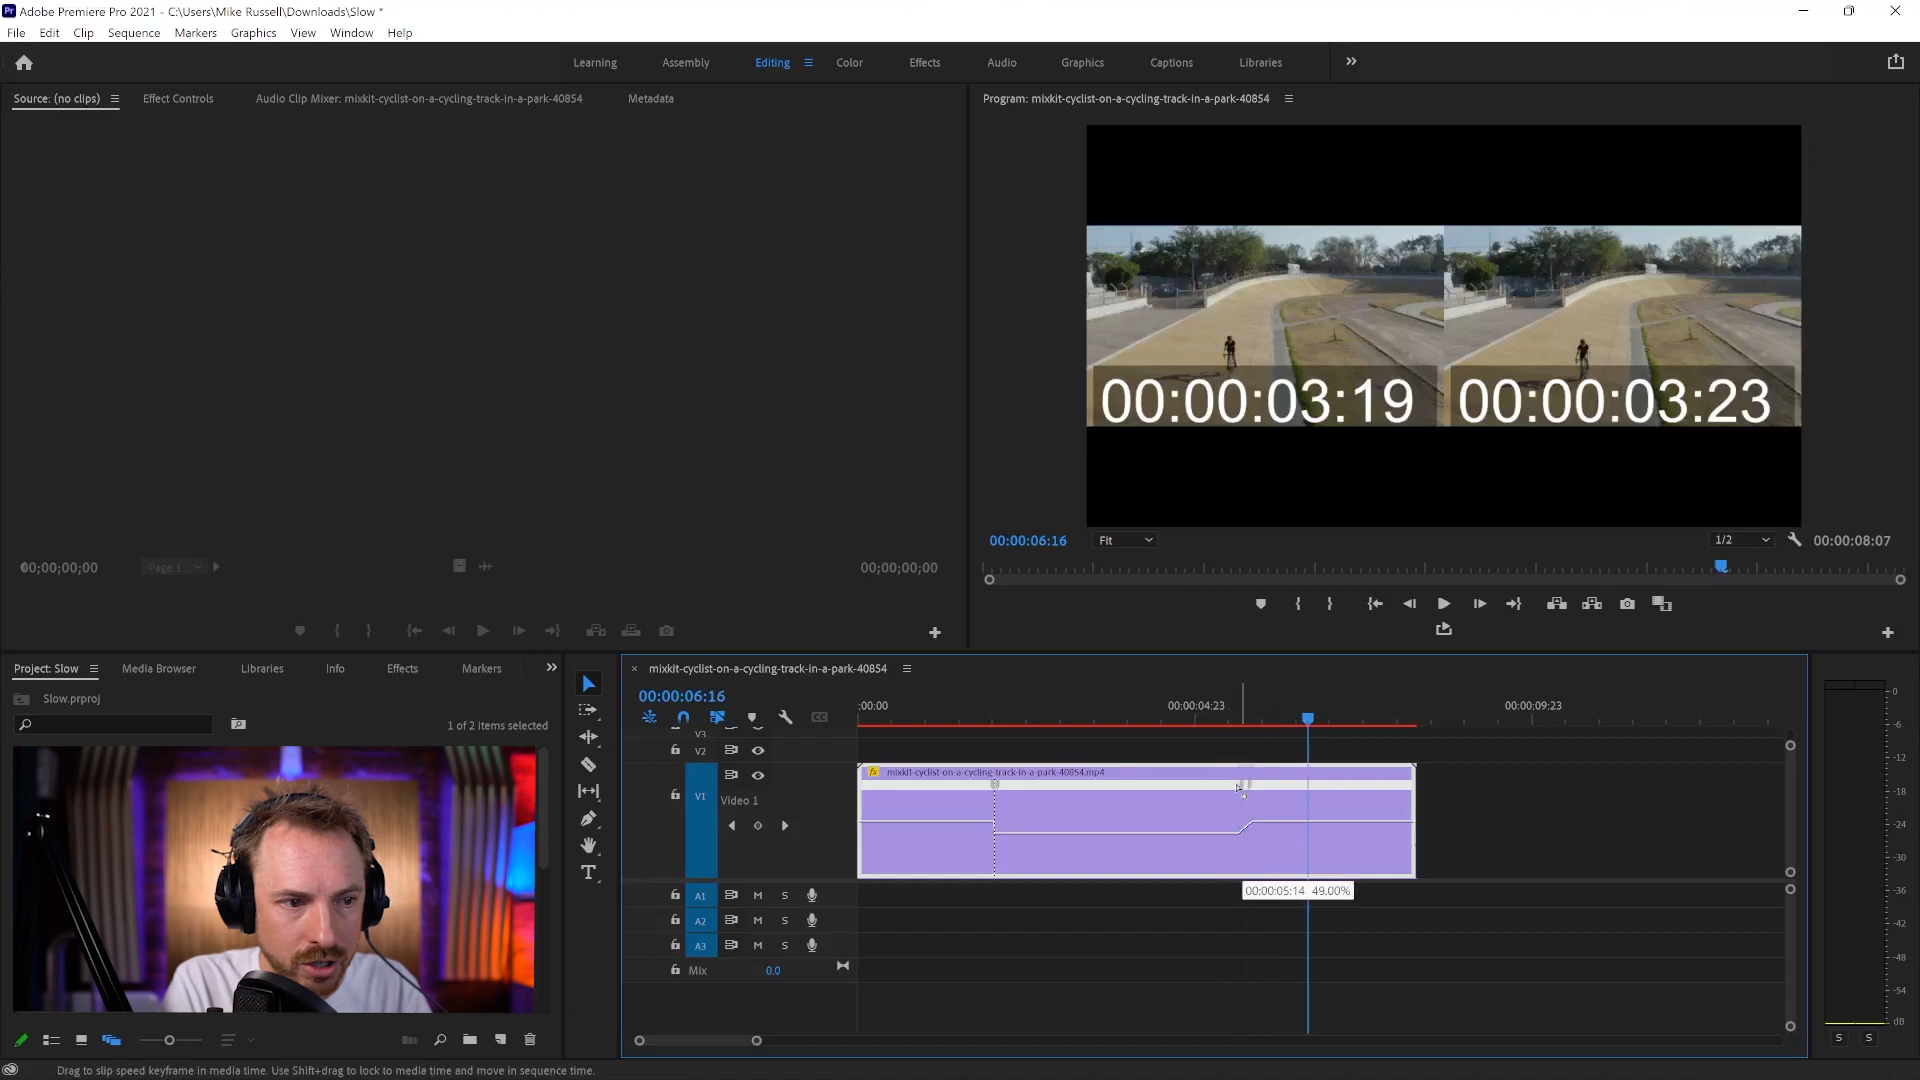 Adobe Premiere Pro 2021 - C:\Users\Mike Russell\Downloads\Slow *
File Edit Clip Sequence Markers Graphics View Window Help
Learning Assembly Editing Color Effects Audio Graphics Captions Libraries
Source: (no clips) Effect Controls Audio Clip Mixer: mixkit-cyclist-on-a-cycling-track-in-a-park-40854 Metadata
Program: mixkit-cyclist-on-a-cycling-track-in-a-park-40854
00:00:03:19 00:00:03:23
00:00:06:16 Fit 1/2 00:00:08:07
00;00;00;00 Page 1 00;00;00;00
Project: Slow Media Browser Libraries Info Effects Markers
mixkit-cyclist-on-a-cycling-track-in-a-park-40854
Slow.prproj
1 of 2 items selected
00:00:06:16
:00:00 00:00:04:23 00:00:09:23
V3
V2
mixkit-cyclist-on-a-cycling-track-in-a-park-40854.mp4
V1 Video 1
00:00:05:14 49.00%
A1 M S
A2 M S
A3 M S
Mix 0.0
0
-6
-12
-18
-24
-30
-36
-42
-48
-54
dB
S S
Drag to slip speed keyframe in media time. Use Shift+drag to lock to media time and move in sequence time.